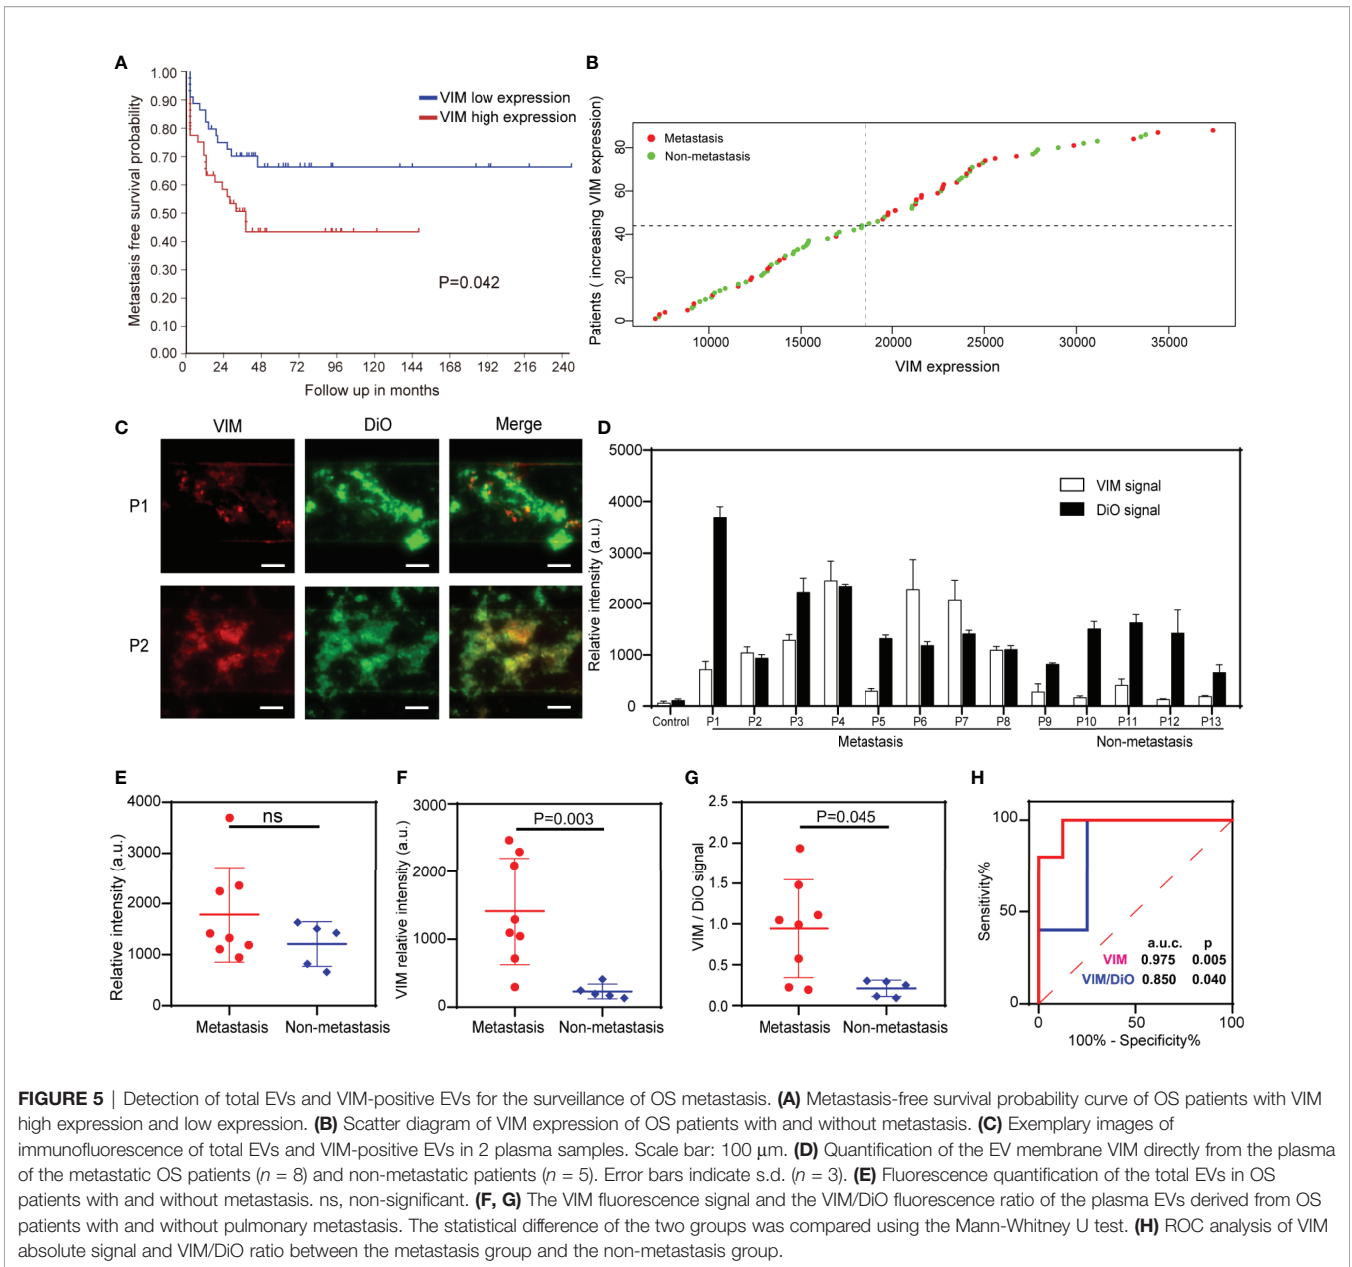 A
Metastasis free survival probability
1.00
0.90
0.80
0.70
0.60
0.50
0.40
0.30
0.20
0.10
0.00
VIM low expression
VIM high expression
P=0.042
0 24 48 72 96 120 144 168 192 216 240
Follow up in months
B
Patients ( increasing VIM expression)
80
60
40
20
0
Metastasis
Non-metastasis
10000 15000 20000 25000 30000 35000
VIM expression
C
VIM DiO Merge
P1
P2
D
Relative intensity (a.u.)
5000
4000
3000
2000
1000
0
VIM signal
DiO signal
Control P1 P2 P3 P4 P5 P6 P7 P8 P9 P10 P11 P12 P13
Metastasis Non-metastasis
E
Relative intensity (a.u.)
4000
3000
2000
1000
0
ns
Metastasis Non-metastasis
F
VIM relative intensity (a.u.)
3000
2000
1000
0
P=0.003
Metastasis Non-metastasis
G
VIM / DiO signal
2.5
2.0
1.5
1.0
0.5
0.0
P=0.045
Metastasis Non-metastasis
H
Sensitivity%
100
50
0
a.u.c. p
VIM 0.975 0.005
VIM/DiO 0.850 0.040
0 50 100
100% - Specificity%
FIGURE 5 | Detection of total EVs and VIM-positive EVs for the surveillance of OS metastasis. (A) Metastasis-free survival probability curve of OS patients with VIM
high expression and low expression. (B) Scatter diagram of VIM expression of OS patients with and without metastasis. (C) Exemplary images of
immunofluorescence of total EVs and VIM-positive EVs in 2 plasma samples. Scale bar: 100 μm. (D) Quantification of the EV membrane VIM directly from the plasma
of the metastatic OS patients (n = 8) and non-metastatic patients (n = 5). Error bars indicate s.d. (n = 3). (E) Fluorescence quantification of the total EVs in OS
patients with and without metastasis. ns, non-significant. (F, G) The VIM fluorescence signal and the VIM/DiO fluorescence ratio of the plasma EVs derived from OS
patients with and without pulmonary metastasis. The statistical difference of the two groups was compared using the Mann-Whitney U test. (H) ROC analysis of VIM
absolute signal and VIM/DiO ratio between the metastasis group and the non-metastasis group.